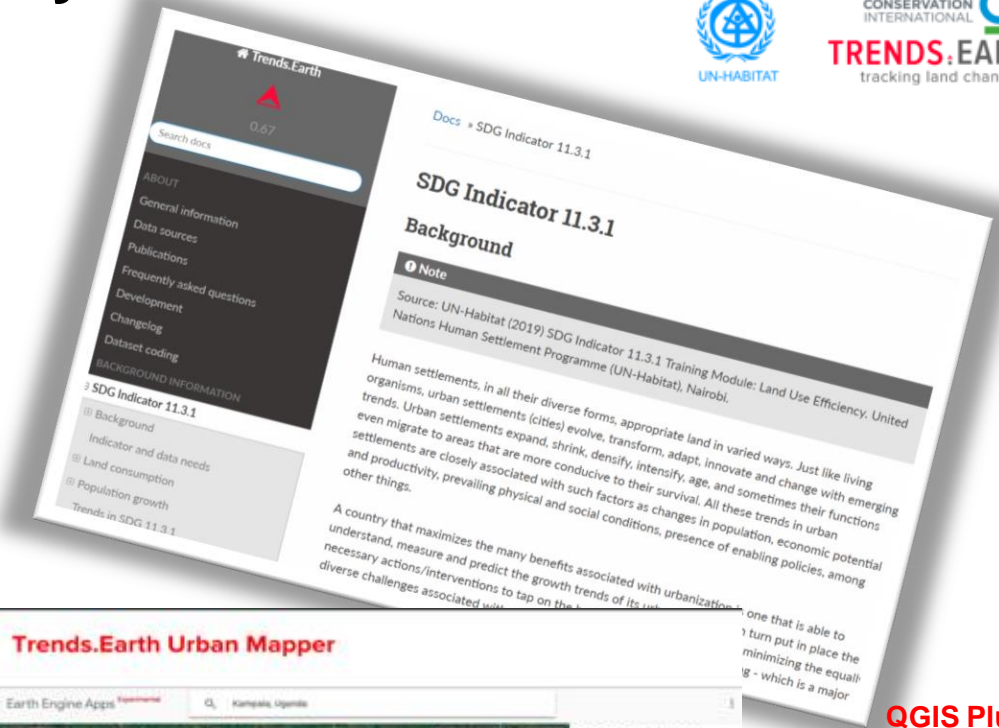 CONSERVATION
INTERNATIONAL
UN-HABITAT
TRENDS.EA
tracking land chan
Trends.Earth
0.67
Search docs
ABOUT
General information
Data sources
Publications
Frequently asked questions
Development
Changelog
Dataset coding
BACKGROUND INFORMATION
SDG Indicator 11.3.1
Background
Indicator and data needs
Land consumption
Population growth
Trends in SDG 11.3.1
Docs » SDG Indicator 11.3.1
SDG Indicator 11.3.1
Background
Note
Source: UN-Habitat (2019) SDG Indicator 11.3.1 Training Module: Land Use Efficiency. United
Nations Human Settlement Programme (UN-Habitat), Nairobi.
Human settlements, in all their diverse forms, appropriate land in varied ways. Just like living
organisms, urban settlements (cities) evolve, transform, adapt, innovate and change with emerging
trends. Urban settlements expand, shrink, densify, intensify, age, and sometimes their functions
even migrate to areas that are more conducive to their survival. All these trends in urban
settlements are closely associated with such factors as changes in population, economic potential
and productivity, prevailing physical and social conditions, presence of enabling policies, among
other things.
A country that maximizes the many benefits associated with urbanization is one that is able to
understand, measure and predict the growth trends of its
turn put in place the
necessary actions/interventions to tap on the
minimizing the equall
diverse challenges associated
- which is a major
Trends.Earth Urban Mapper
Earth Engine Apps Experimental
Kampala, Uganda
QGIS Pl